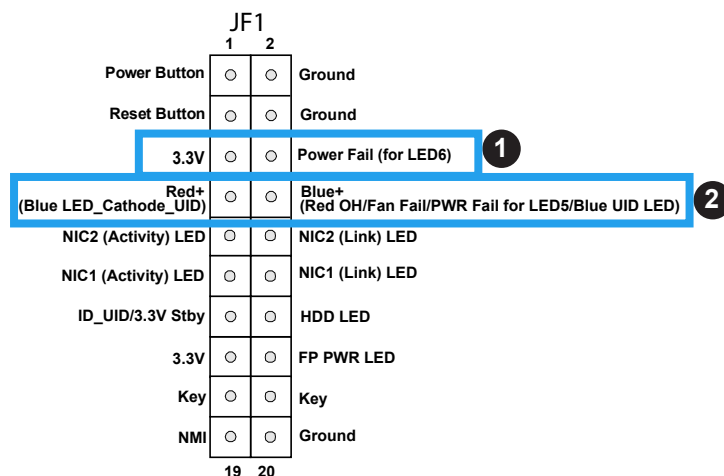 JF1
1 2
Power Button Ground
Reset Button Ground
3.3V Power Fail (for LED6) 1
Red+ Blue+
(Blue LED_Cathode_UID) (Red OH/Fan Fail/PWR Fail for LED5/Blue UID LED) 2
NIC2 (Activity) LED NIC2 (Link) LED
NIC1 (Activity) LED NIC1 (Link) LED
ID_UID/3.3V Stby HDD LED
3.3V FP PWR LED
Key Key
NMI Ground
19 20